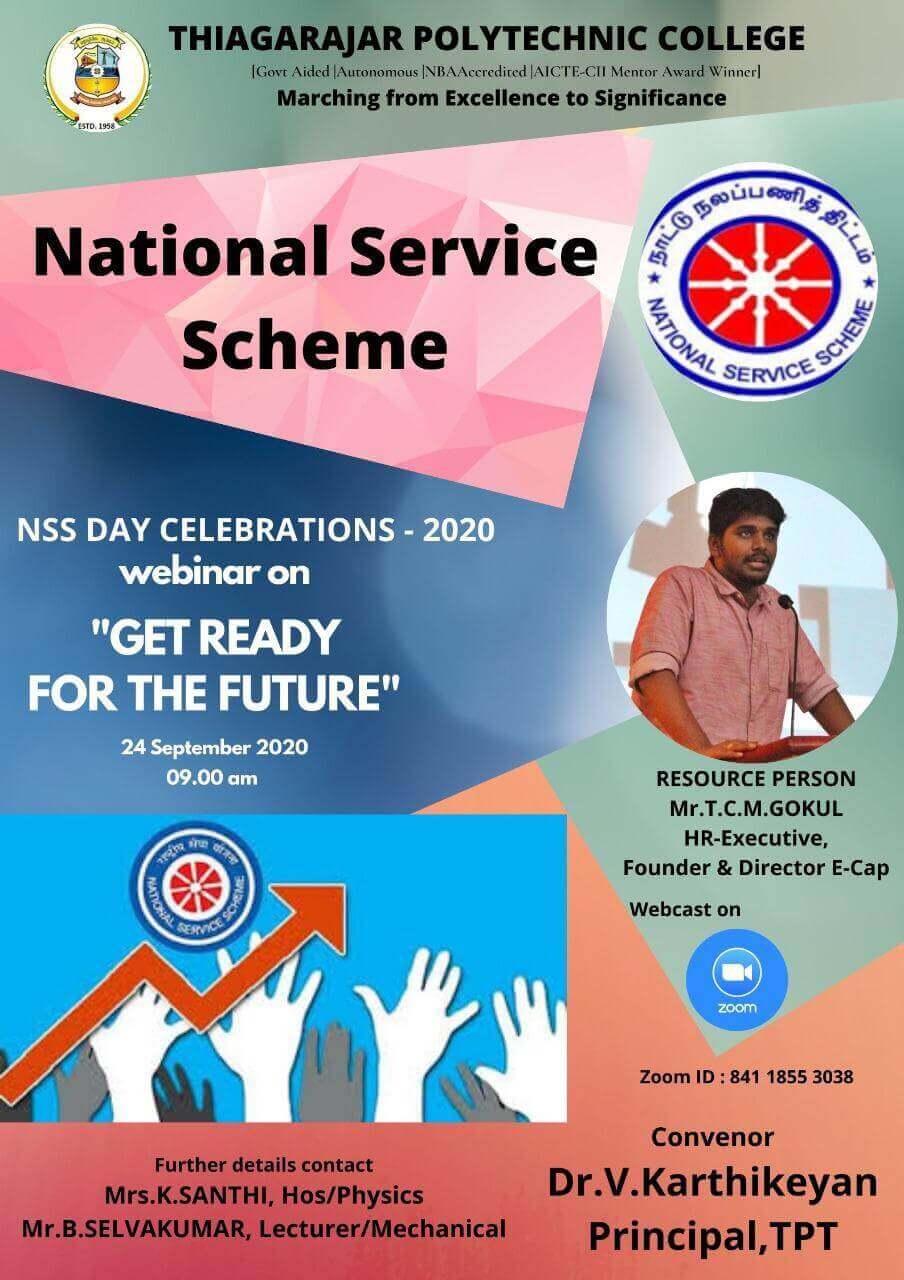 THIAGARAJAR POLYTECHNIC COLLEGE
[Govt Aided |Autonomous |NBAAccredited |AICTE-CII Mentor Award Winner]
Marching from Excellence to Significance
ESTD. 1958
National Service
Scheme
நாட்டு நலப்பணித் திட்டம்
NATIONAL SERVICE SCHEME
NSS DAY CELEBRATIONS - 2020
webinar on
"GET READY
FOR THE FUTURE"
24 September 2020
09.00 am
RESOURCE PERSON
Mr.T.C.M.GOKUL
HR-Executive,
Founder & Director E-Cap
Webcast on
zoom
Zoom ID : 841 1855 3038
राष्ट्रीय सेवा योजना
NATIONAL SERVICE SCHEME
Further details contact
Mrs.K.SANTHI, Hos/Physics
Mr.B.SELVAKUMAR, Lecturer/Mechanical
Convenor
Dr.V.Karthikeyan
Principal,TPT